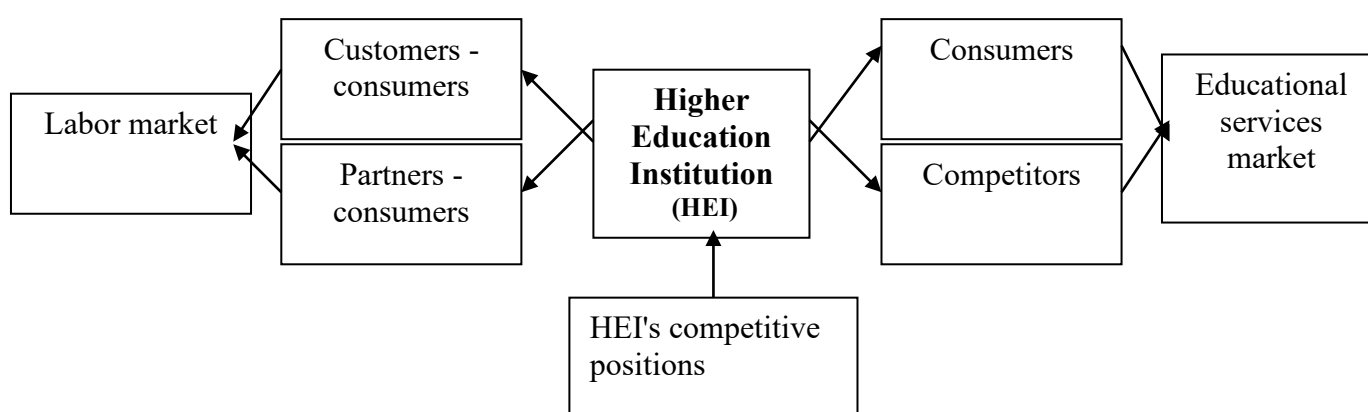 Labor market
Customers -
consumers
Partners -
consumers
Higher
Education
Institution
(HEI)
HEI's competitive
positions
Consumers
Competitors
Educational
services
market